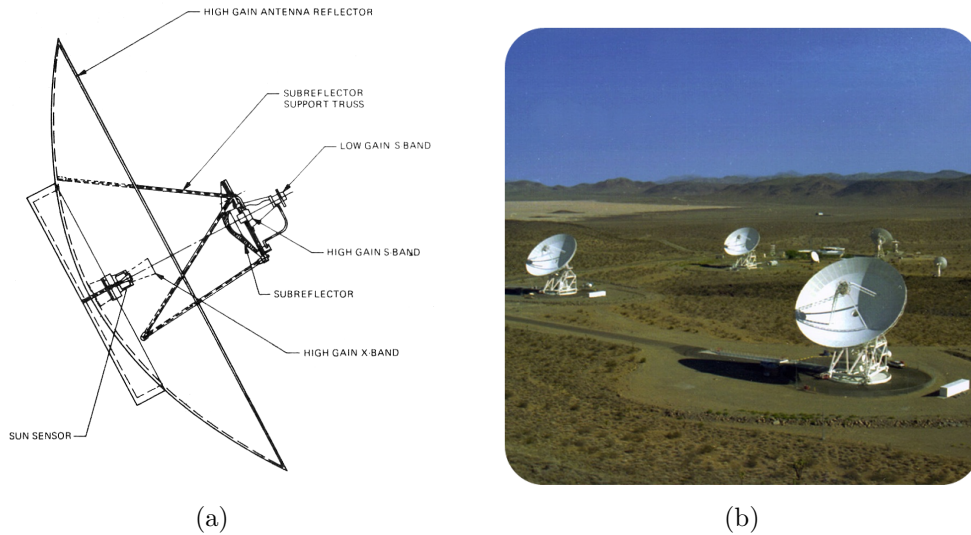 HIGH GAIN ANTENNA REFLECTOR
SUBREFLECTOR
SUPPORT TRUSS
LOW GAIN S BAND
HIGH GAIN S BAND
SUBREFLECTOR
HIGH GAIN X-BAND
SUN SENSOR
(a)
(b)